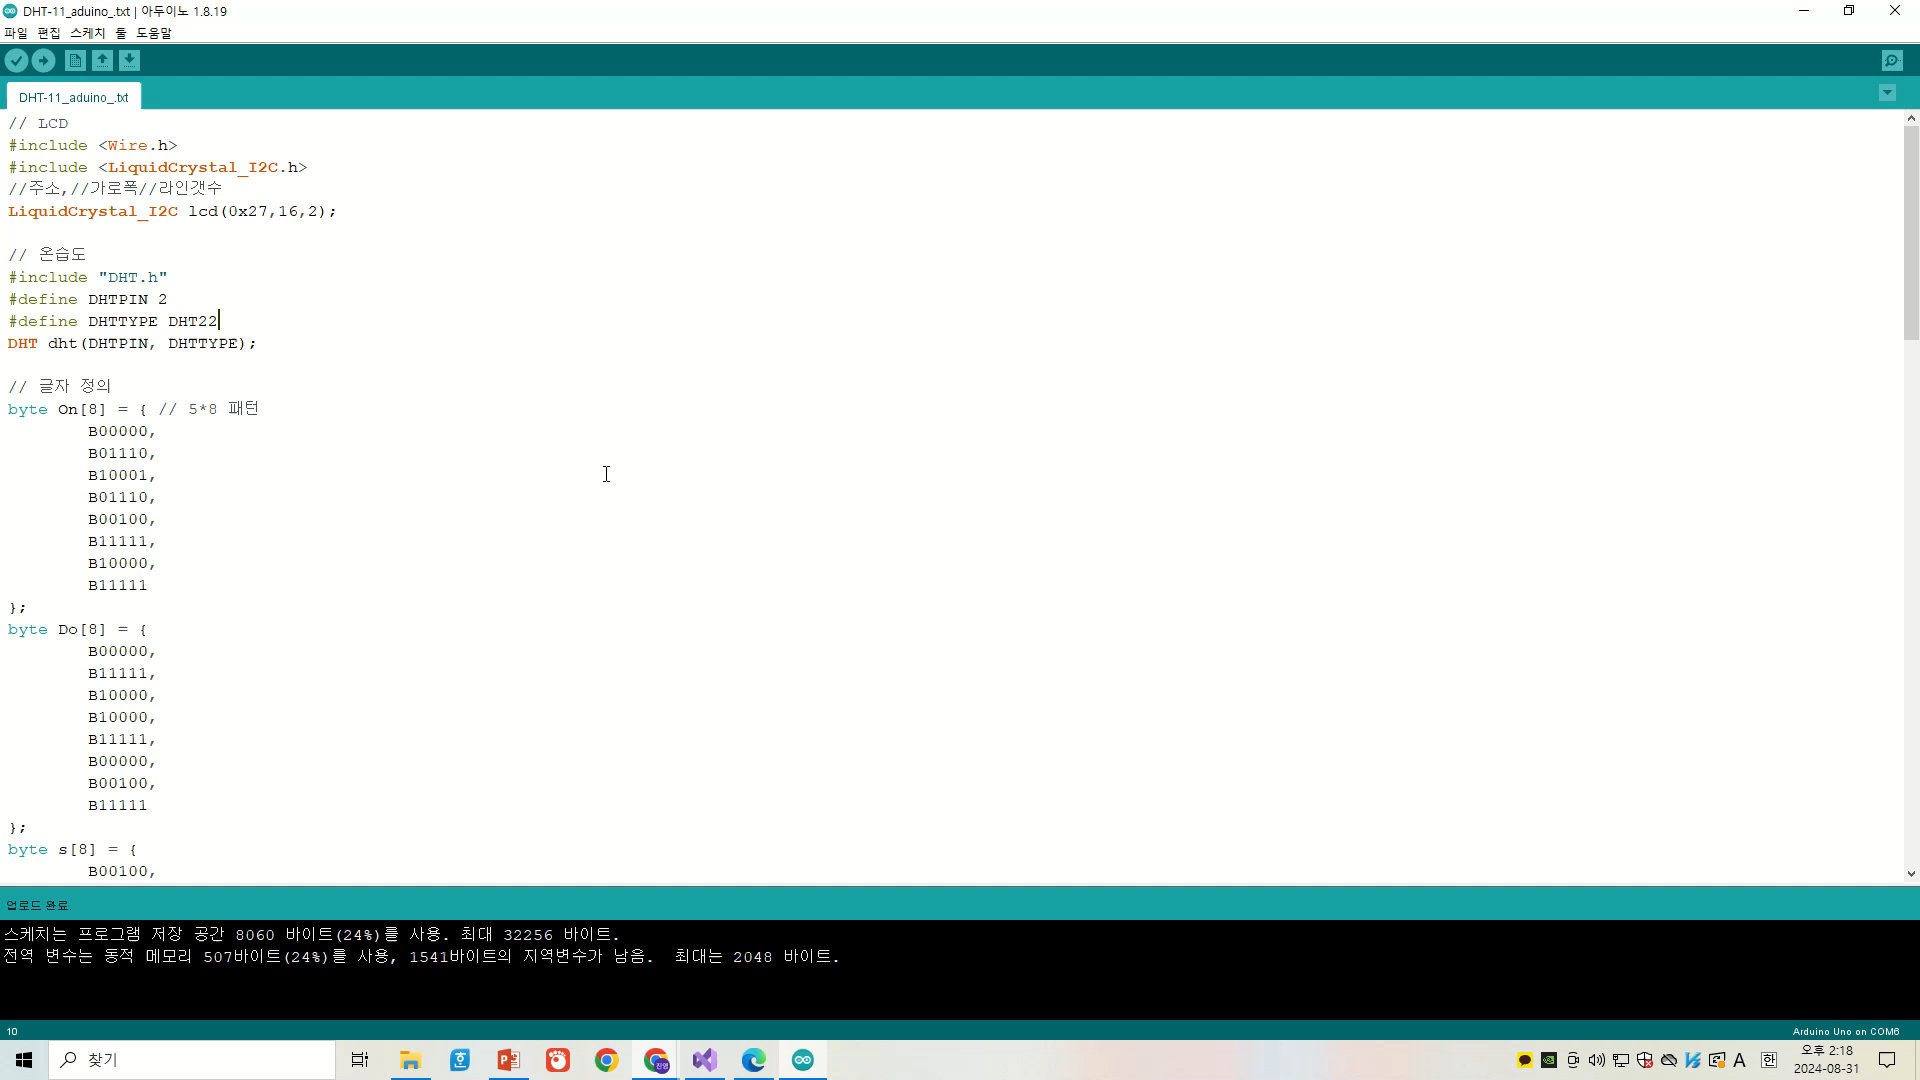 DHT-11_aduino_.txt | 아두이노 1.8.19
파일 편집 스케치 툴 도움말
DHT-11_aduino_.txt
// LCD
#include <Wire.h>
#include <LiquidCrystal_I2C.h>
//주소,//가로폭//라인갯수
LiquidCrystal_I2C lcd(0x27,16,2);
// 온습도
#include "DHT.h"
#define DHTPIN 2
#define DHTTYPE DHT22
DHT dht(DHTPIN, DHTTYPE);
// 글자 정의
byte On[8] = { // 5*8 패턴
B00000,
B01110,
B10001,
B01110,
B00100,
B11111,
B10000,
B11111
};
byte Do[8] = {
B00000,
B11111,
B10000,
B10000,
B11111,
B00000,
B00100,
B11111
};
byte s[8] = {
B00100,
업로드 완료.
스케치는 프로그램 저장 공간 8060 바이트(24%)를 사용. 최대 32256 바이트.
전역 변수는 동적 메모리 507바이트(24%)를 사용, 1541바이트의 지역변수가 남음.  최대는 2048 바이트.
10
Arduino Uno on COM6
찾기
A 한
오후 2:18
2024-08-31